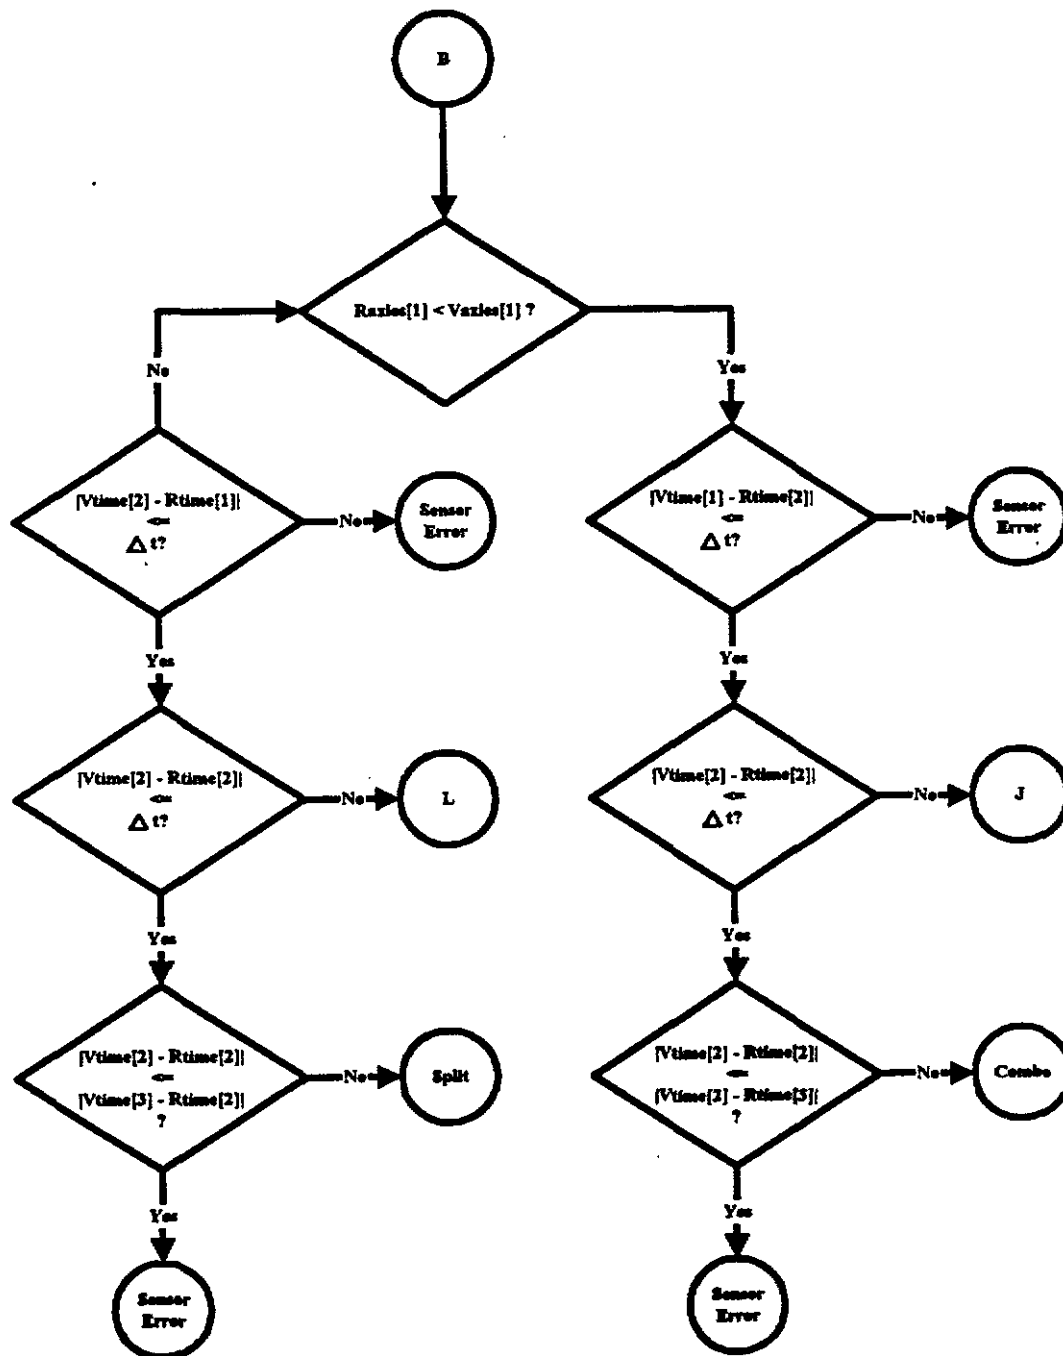 B
Raxles[1] < Vaxles[1] ?
No
Yes
|Vtime[2] - Rtime[1]|
<=
△ t?
No
Sensor
Error
|Vtime[1] - Rtime[2]|
<=
△ t?
No
Sensor
Error
Yes
Yes
|Vtime[2] - Rtime[2]|
<=
△ t?
No
L
|Vtime[2] - Rtime[2]|
<=
△ t?
No
J
Yes
Yes
|Vtime[2] - Rtime[2]|
<=
|Vtime[3] - Rtime[2]|
?
No
Split
|Vtime[2] - Rtime[2]|
<=
|Vtime[2] - Rtime[3]|
?
No
Combo
Yes
Yes
Sensor
Error
Sensor
Error